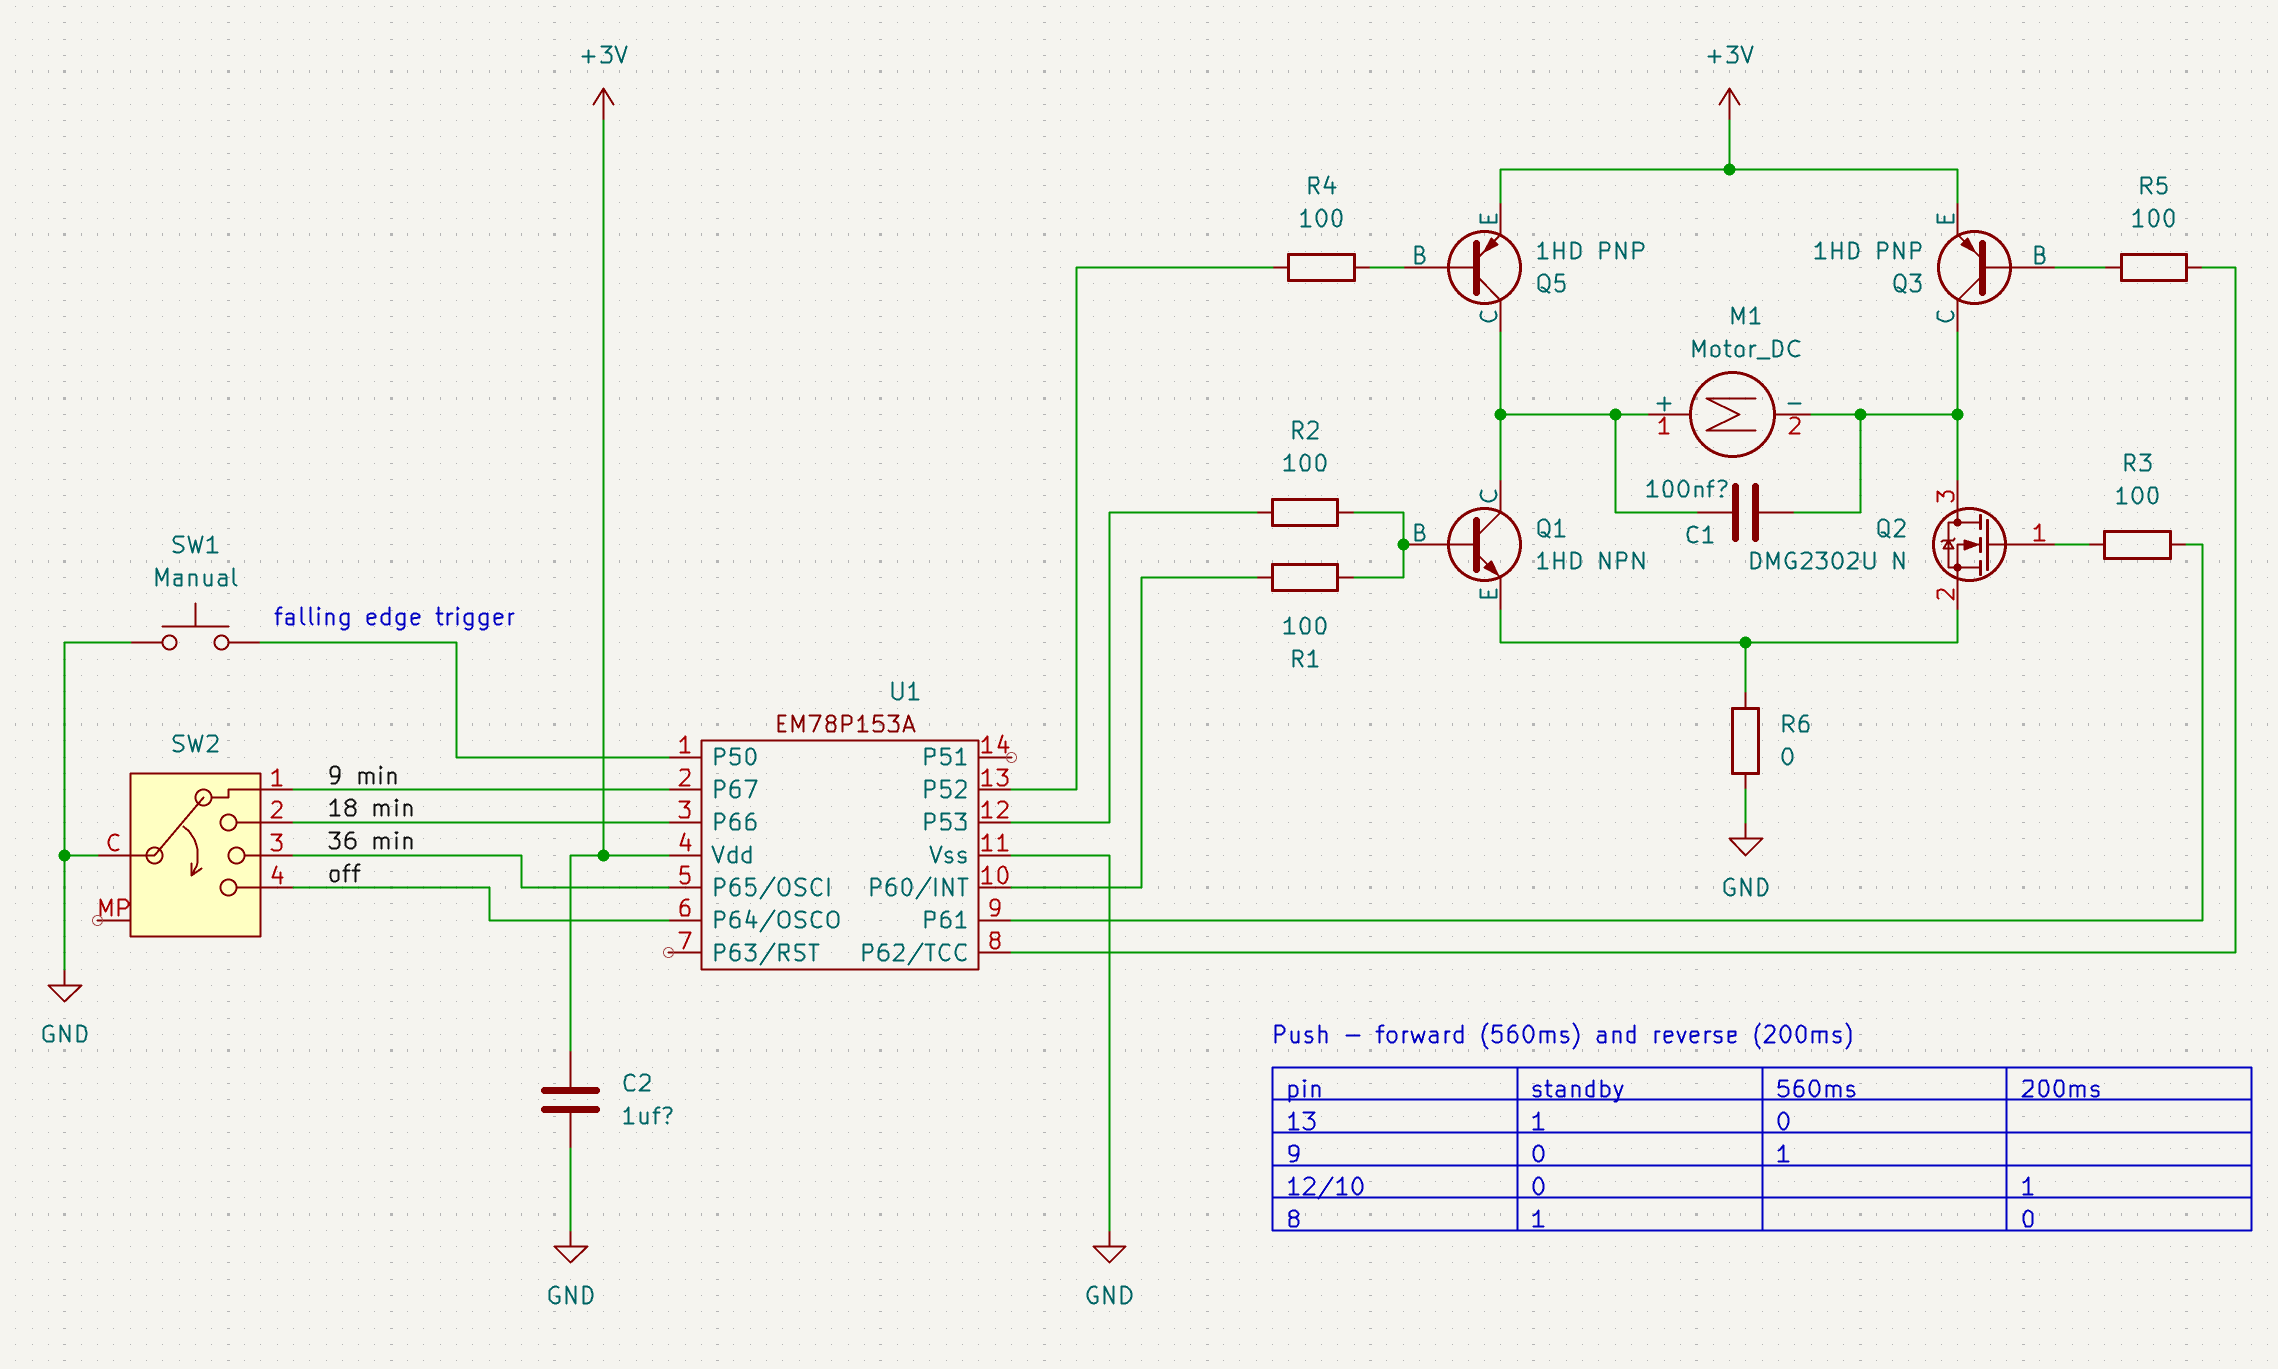 +3V
+3V
R4
100
R5
100
E
E
B
1HD PNP
Q5
1HD PNP
Q3
B
C
C
M1
Motor_DC
+
1
−
2
R2
100
R3
100
100nf?
C1
C
B
Q1
1HD NPN
E
3
Q2
DMG2302U N
1
2
100
R1
SW1
Manual
falling edge trigger
R6
0
GND
U1
EM78P153A
SW2
1
9 min
2
18 min
3
36 min
4
off
C
MP
GND
1
P50
2
P67
3
P66
4
Vdd
5
P65/OSCI
6
P64/OSCO
7
P63/RST
P51
14
P52
13
P53
12
Vss
11
P60/INT
10
P61
9
P62/TCC
8
C2
1uf?
GND
GND
Push − forward (560ms) and reverse (200ms)
pin standby 560ms 200ms
13 1 0
9 0 1
12/10 0 1
8 1 0